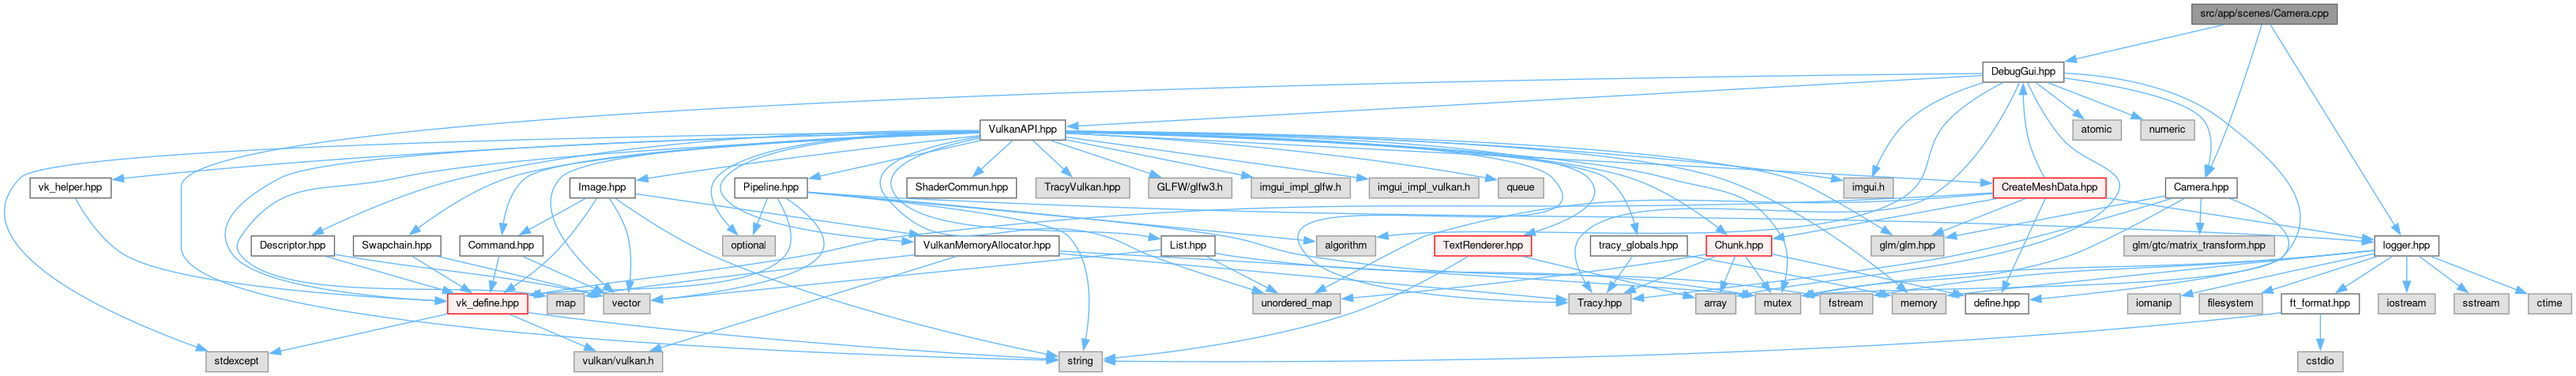 src/app/scenes/Camera.cpp
DebugGui.hpp
VulkanAPI.hpp
atomic
numeric
vk_helper.hpp
Image.hpp
Pipeline.hpp
ShaderCommun.hpp
TracyVulkan.hpp
GLFW/glfw3.h
imgui_impl_glfw.h
imgui_impl_vulkan.h
queue
imgui.h
CreateMeshData.hpp
Camera.hpp
Descriptor.hpp
Swapchain.hpp
Command.hpp
optional
VulkanMemoryAllocator.hpp
List.hpp
algorithm
TextRenderer.hpp
tracy_globals.hpp
Chunk.hpp
glm/glm.hpp
glm/gtc/matrix_transform.hpp
logger.hpp
vk_define.hpp
map
vector
unordered_map
Tracy.hpp
array
mutex
fstream
memory
define.hpp
iomanip
filesystem
ft_format.hpp
iostream
sstream
ctime
stdexcept
vulkan/vulkan.h
string
cstdio